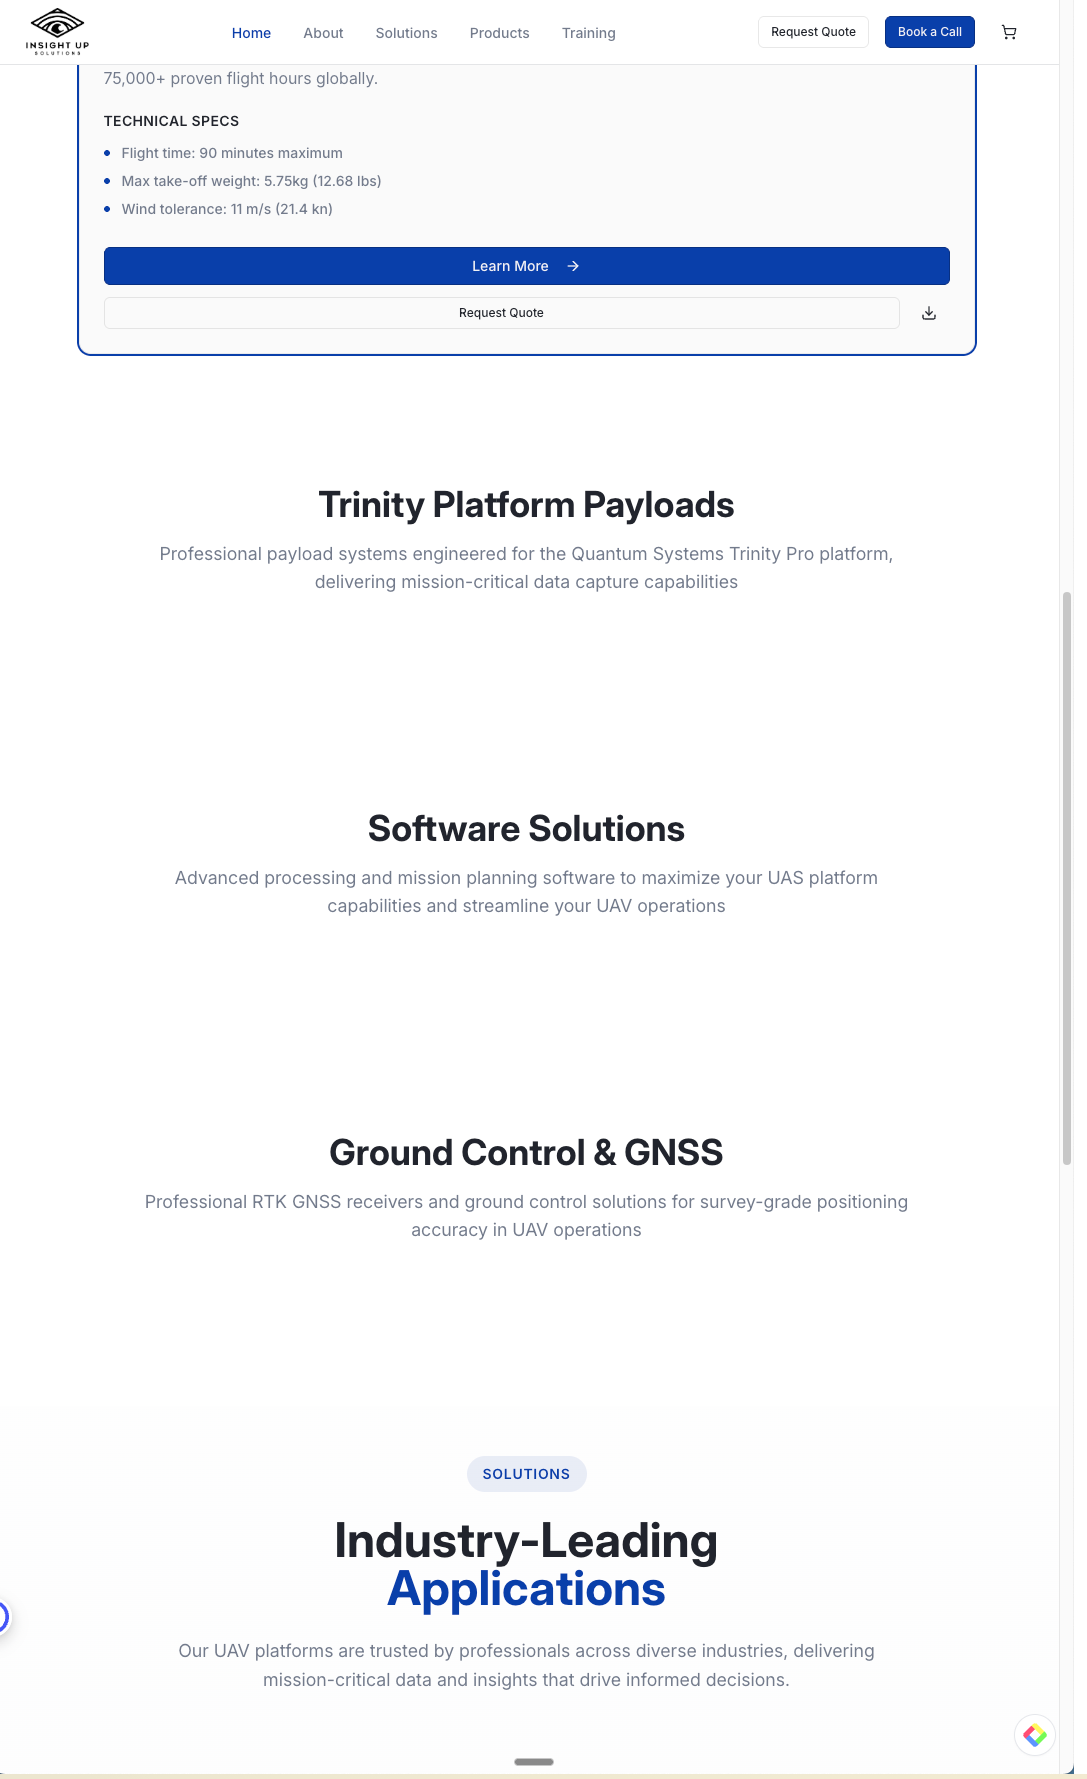 INSIGHT UP
SOLUTIONS
Home
About
Solutions
Products
Training
Request Quote
Book a Call
75,000+ proven flight hours globally.
TECHNICAL SPECS
Flight time: 90 minutes maximum
Max take-off weight: 5.75kg (12.68 lbs)
Wind tolerance: 11 m/s (21.4 kn)
Learn More
Request Quote
Trinity Platform Payloads
Professional payload systems engineered for the Quantum Systems Trinity Pro platform,
delivering mission-critical data capture capabilities
Software Solutions
Advanced processing and mission planning software to maximize your UAS platform
capabilities and streamline your UAV operations
Ground Control & GNSS
Professional RTK GNSS receivers and ground control solutions for survey-grade positioning
accuracy in UAV operations
SOLUTIONS
Industry-Leading
Applications
Our UAV platforms are trusted by professionals across diverse industries, delivering
mission-critical data and insights that drive informed decisions.